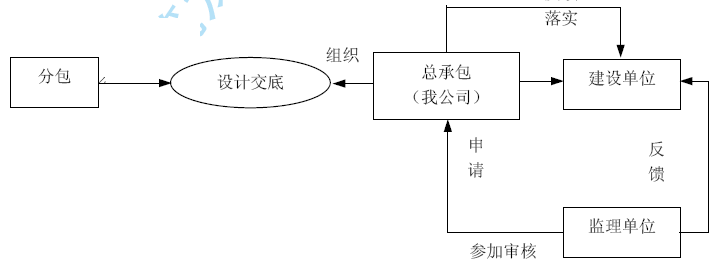 落实
组织
分包
设计交底
总承包
（我公司）
建设单位
申
请
反
馈
监理单位
参加审核